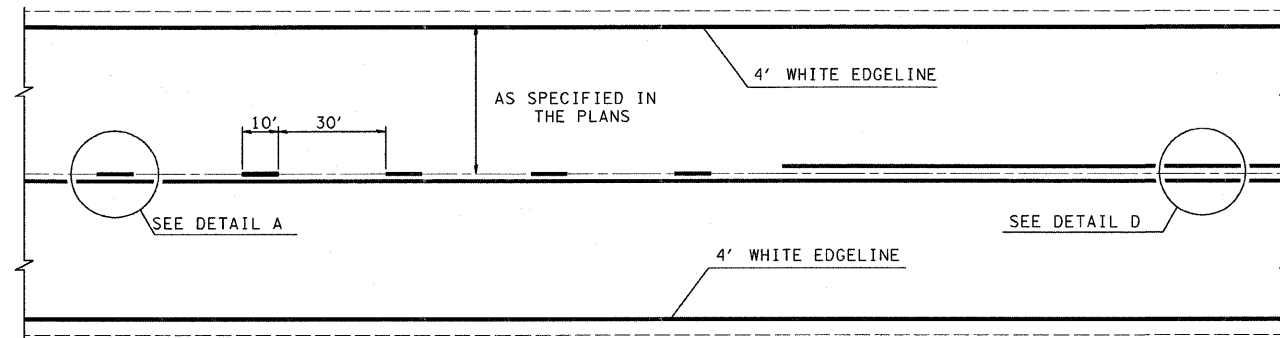 4' WHITE EDGELINE
AS SPECIFIED IN
THE PLANS
10'
30'
SEE DETAIL A
SEE DETAIL D
4' WHITE EDGELINE